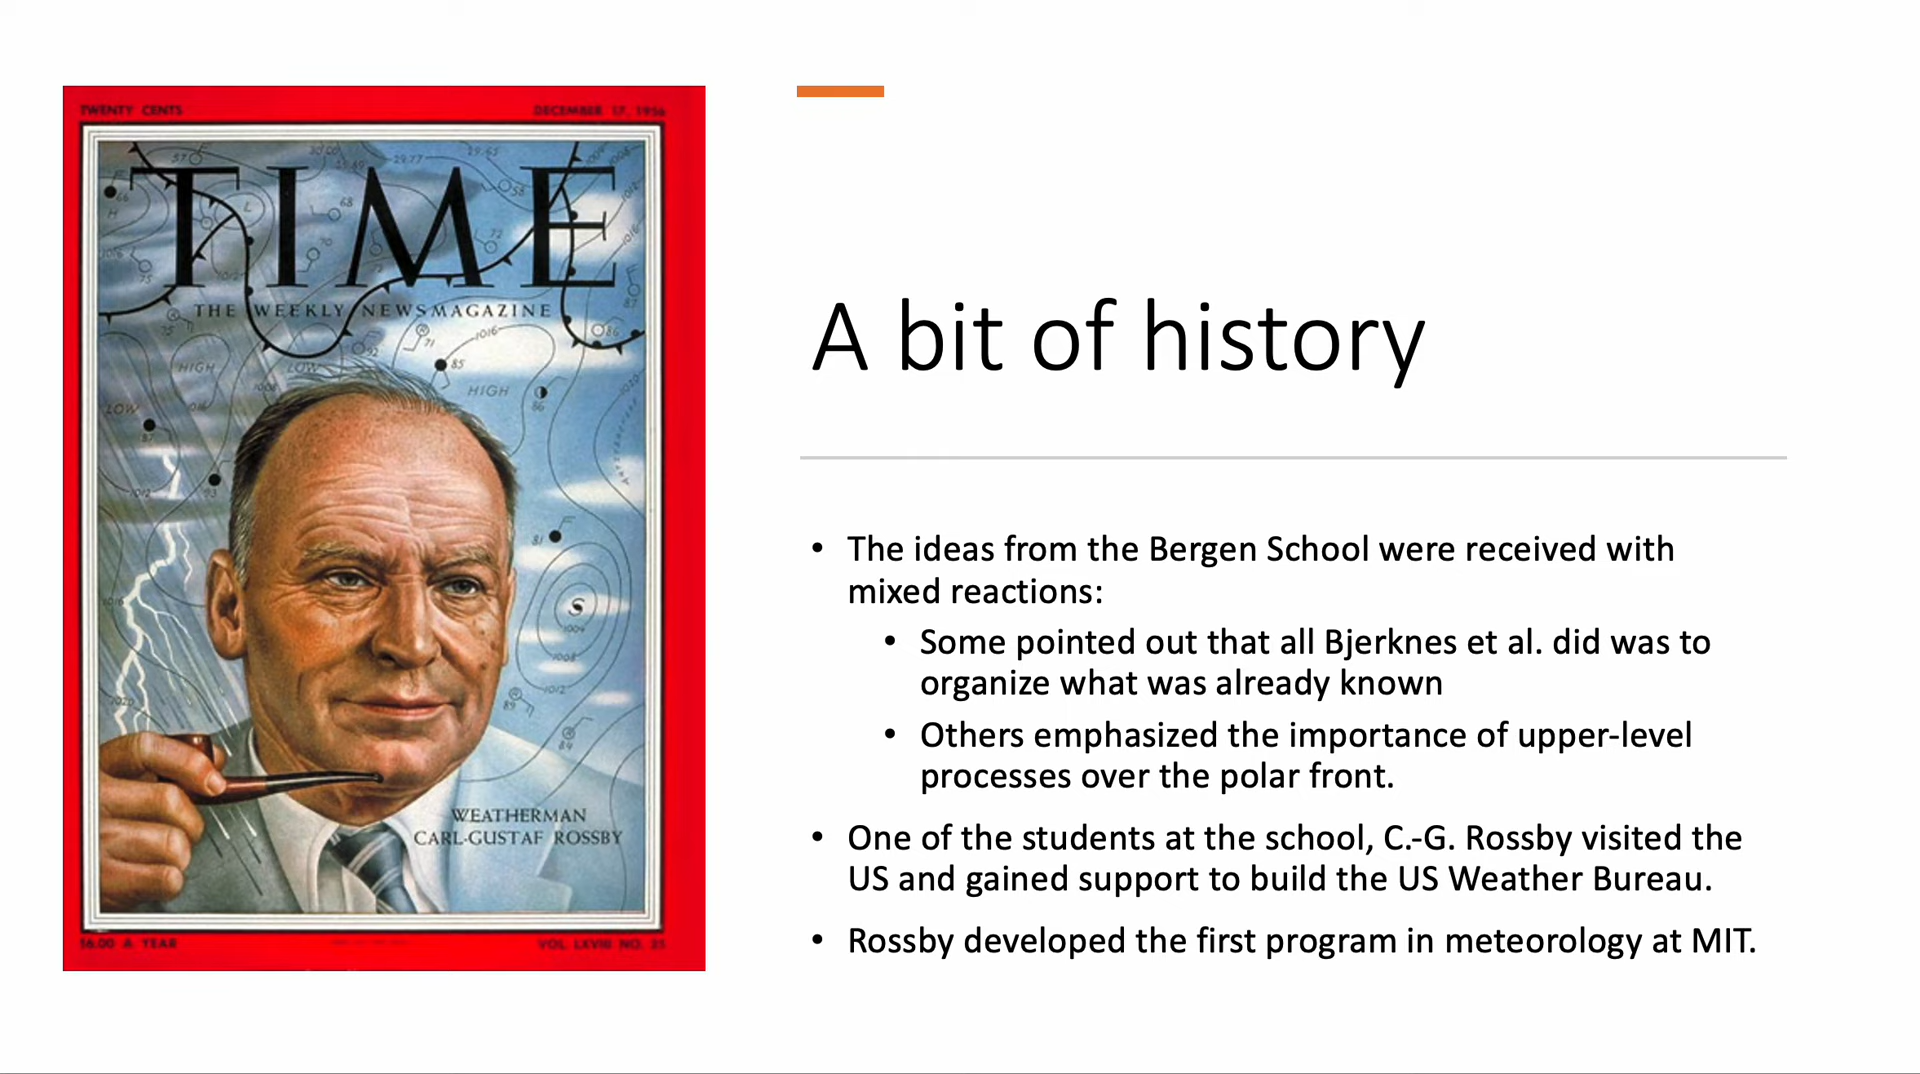 TWENTY CENTS
DECEMBER 17, 1956
TIME
THE WEEKLY NEWSMAGAZINE
HIGH
LOW
HIGH
LOW
WEATHERMAN
CARL-GUSTAF ROSSBY
$6.00 A YEAR
VOL. LXVIII NO. 25
A bit of history
• The ideas from the Bergen School were received with
mixed reactions:
• Some pointed out that all Bjerknes et al. did was to
organize what was already known
• Others emphasized the importance of upper-level
processes over the polar front.
• One of the students at the school, C.-G. Rossby visited the
US and gained support to build the US Weather Bureau.
• Rossby developed the first program in meteorology at MIT.